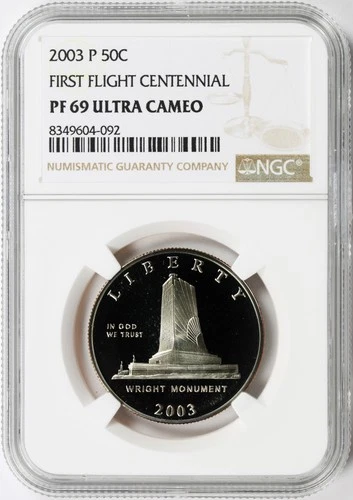 2003 P 50C
FIRST FLIGHT CENTENNIAL
PF 69 ULTRA CAMEO
8349604-092
NUMISMATIC GUARANTY COMPANY
NGC
LIBERTY
IN GOD
WE TRUST
WRIGHT MONUMENT
2003